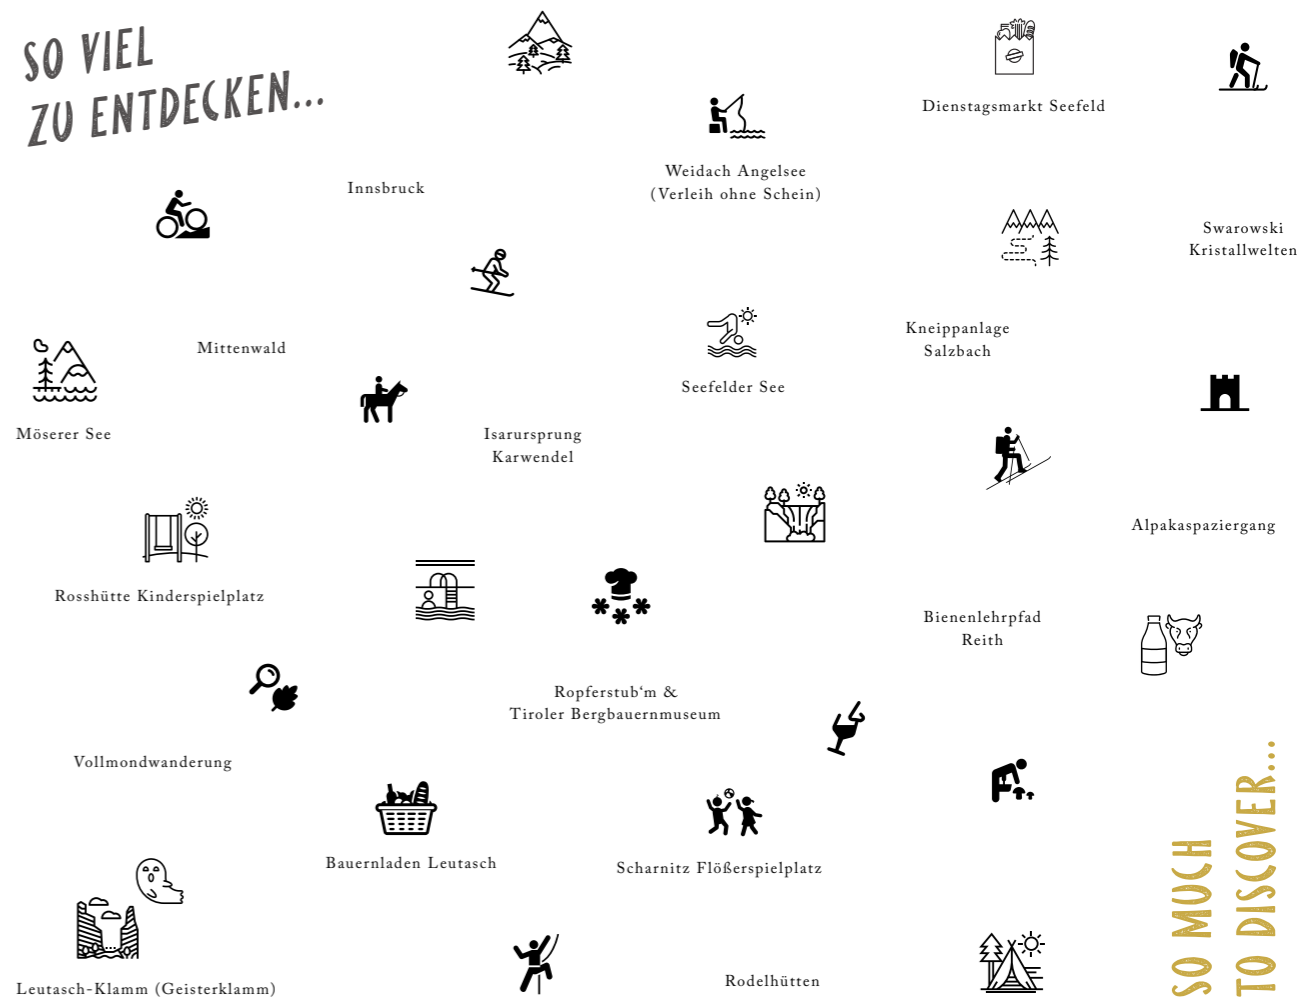 SO VIEL
ZU ENTDECKEN...
Dienstagsmarkt Seefeld
Weidach Angelsee
(Verleih ohne Schein)
Innsbruck
Swarowski
Kristallwelten
Kneippanlage
Salzbach
Mittenwald
Seefelder See
Möserer See
Isarursprung
Karwendel
Alpakaspaziergang
Rosshütte Kinderspielplatz
Bienenlehrpfad
Reith
Ropferstub‘m &
Tiroler Bergbauernmuseum
Vollmondwanderung
Bauernladen Leutasch
Scharnitz Flößerspielplatz
Leutasch-Klamm (Geisterklamm)
Rodelhütten
SO MUCH
TO DISCOVER...